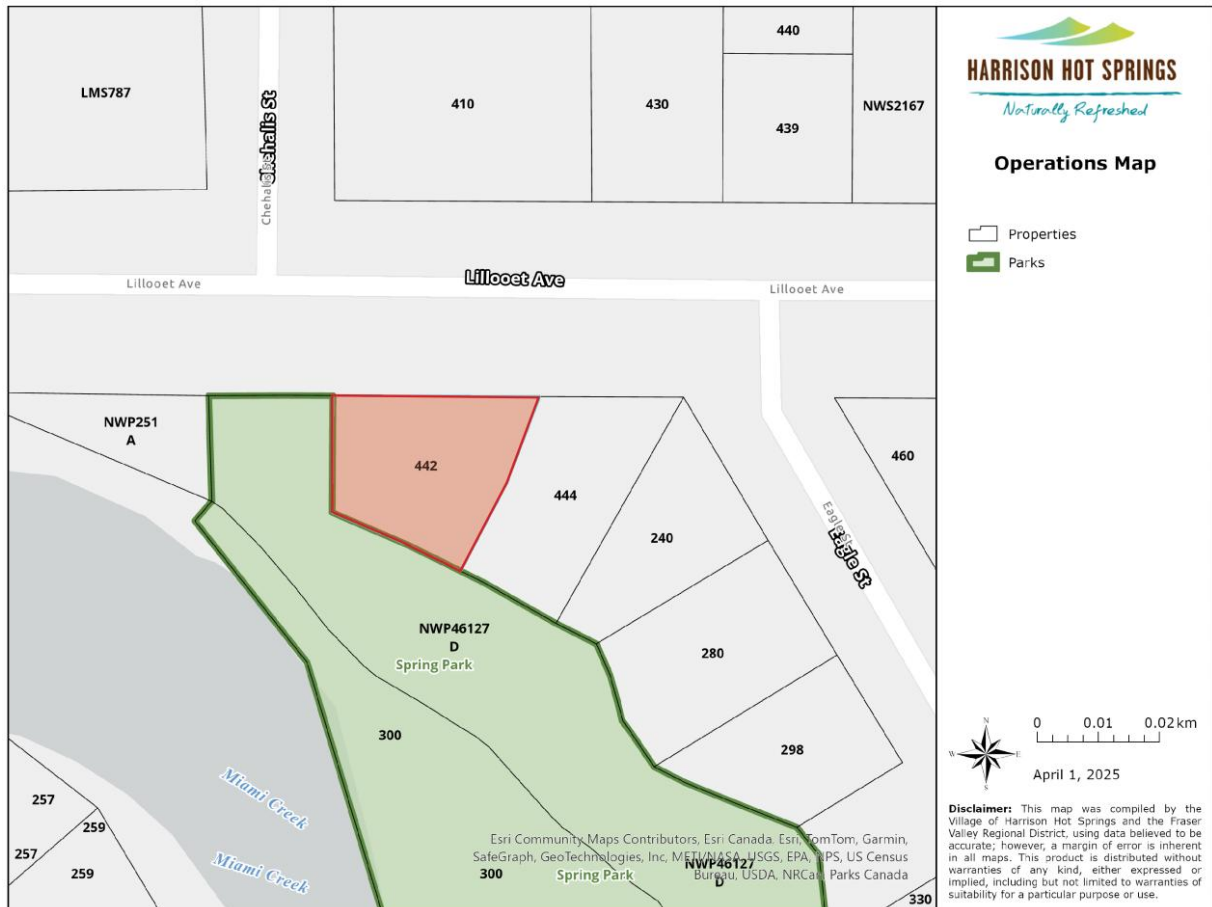 440
LMS787
410
430
439
NWS2167
Chehalis St
Chehalis
Lillooet Ave
Lillooet Ave
Lillooet Ave
NWP251
A
442
444
460
240
Eagle St
Eagle St
NWP46127
D
Spring Park
280
300
298
Miami Creek
257
259
257
259
Miami Creek
300
Spring Park
NWP46127
D
330
Esri Community Maps Contributors, Esri Canada, Esri, TomTom, Garmin,
SafeGraph, GeoTechnologies, Inc, METI/NASA, USGS, EPA, NPS, US Census
Bureau, USDA, NRCan, Parks Canada
HARRISON HOT SPRINGS
Naturally Refreshed
Operations Map
Properties
Parks
N
W E
S
0 0.01 0.02 km
April 1, 2025
Disclaimer: This map was compiled by the
Village of Harrison Hot Springs and the Fraser
Valley Regional District, using data believed to be
accurate; however, a margin of error is inherent
in all maps. This product is distributed without
warranties of any kind, either expressed or
implied, including but not limited to warranties of
suitability for a particular purpose or use.